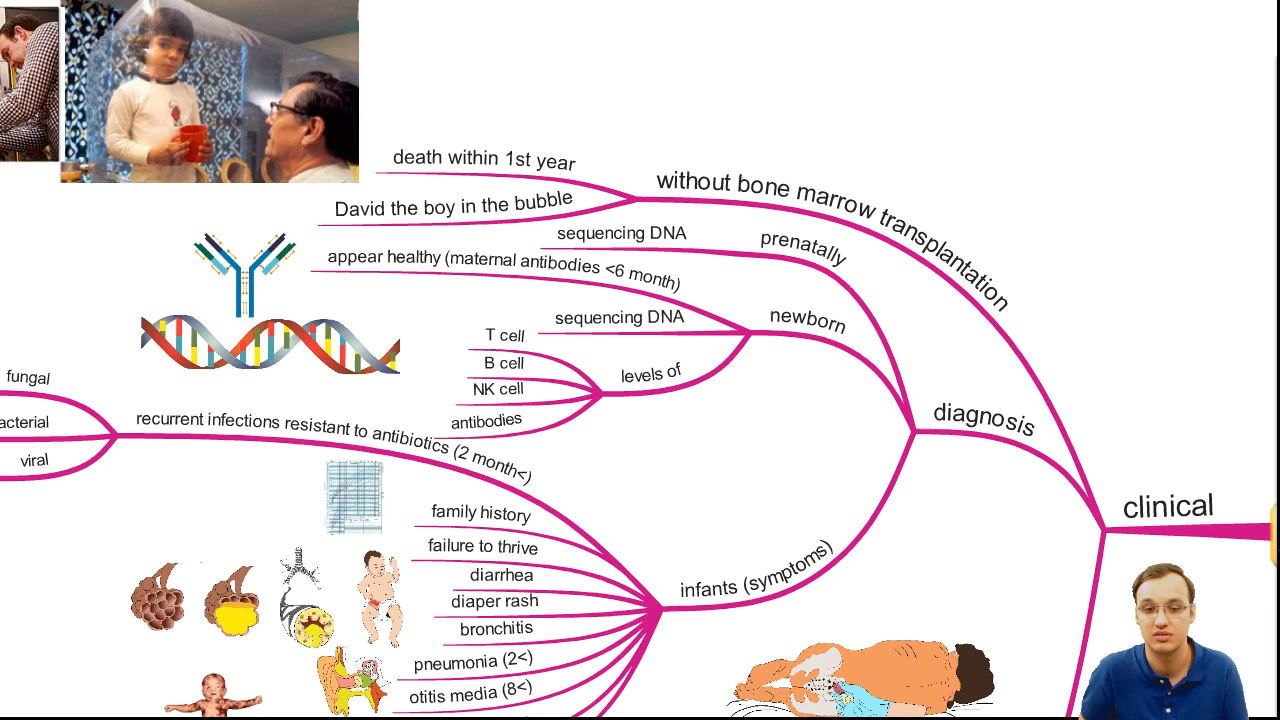 death within 1st year
without bone marrow transplantation
David the boy in the bubble
sequencing DNA
prenatally
appear healthy (maternal antibodies <6 month)
sequencing DNA
newborn
T cell
B cell
levels of
NK cell
fungal
antibodies
recurrent infections resistant to antibiotics (2 month<)
diagnosis
acterial
viral
clinical
family history
failure to thrive
diarrhea
infants (symptoms)
diaper rash
bronchitis
pneumonia (2<)
otitis media (8<)